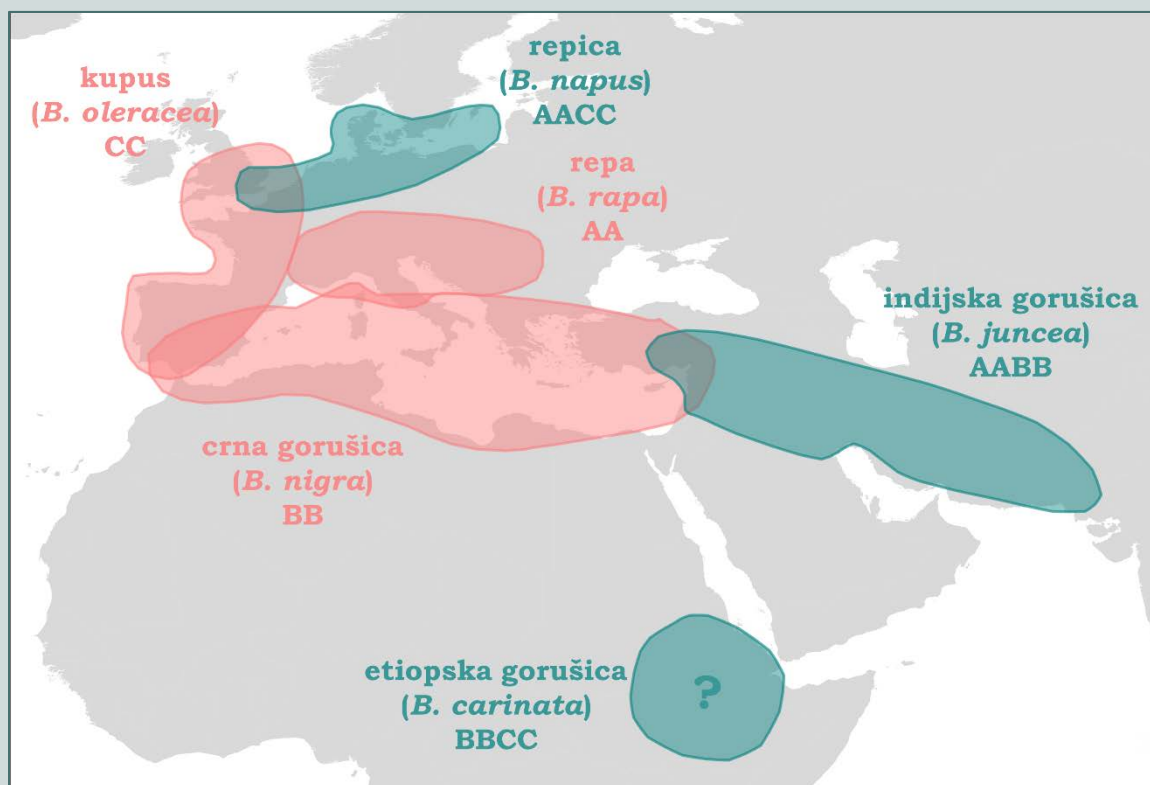 repica
(B. napus)
AACC
kupus
(B. oleracea)
CC
repa
(B. rapa)
AA
indijska gorušica
(B. juncea)
AABB
crna gorušica
(B. nigra)
BB
etiopska gorušica
(B. carinata)
BBCC
?